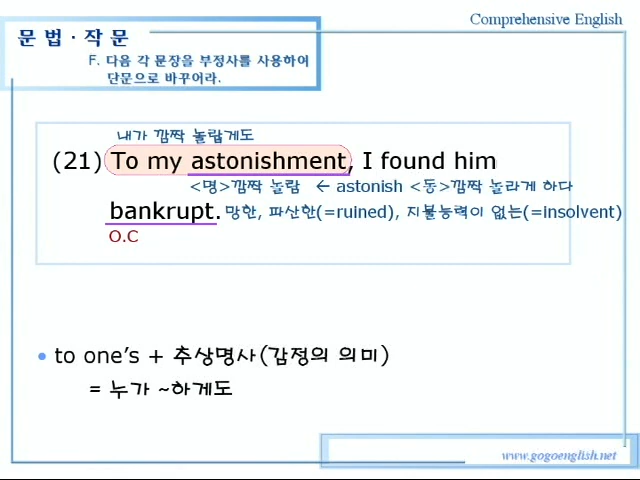 Comprehensive English
문법·작문
F. 다음 각 문장을 부정사를 사용하여
단문으로 바꾸어라.
내가 깜짝 놀랍게도
(21) To my astonishment, I found him
<명>깜짝 놀람 ← astonish <동>깜짝 놀라게 하다
bankrupt. 망한, 파산한(=ruined), 지불능력이 없는(=insolvent)
O.C
• to one's + 추상명사(감정의 의미)
= 누가 ~하게도
www.gogoenglish.net